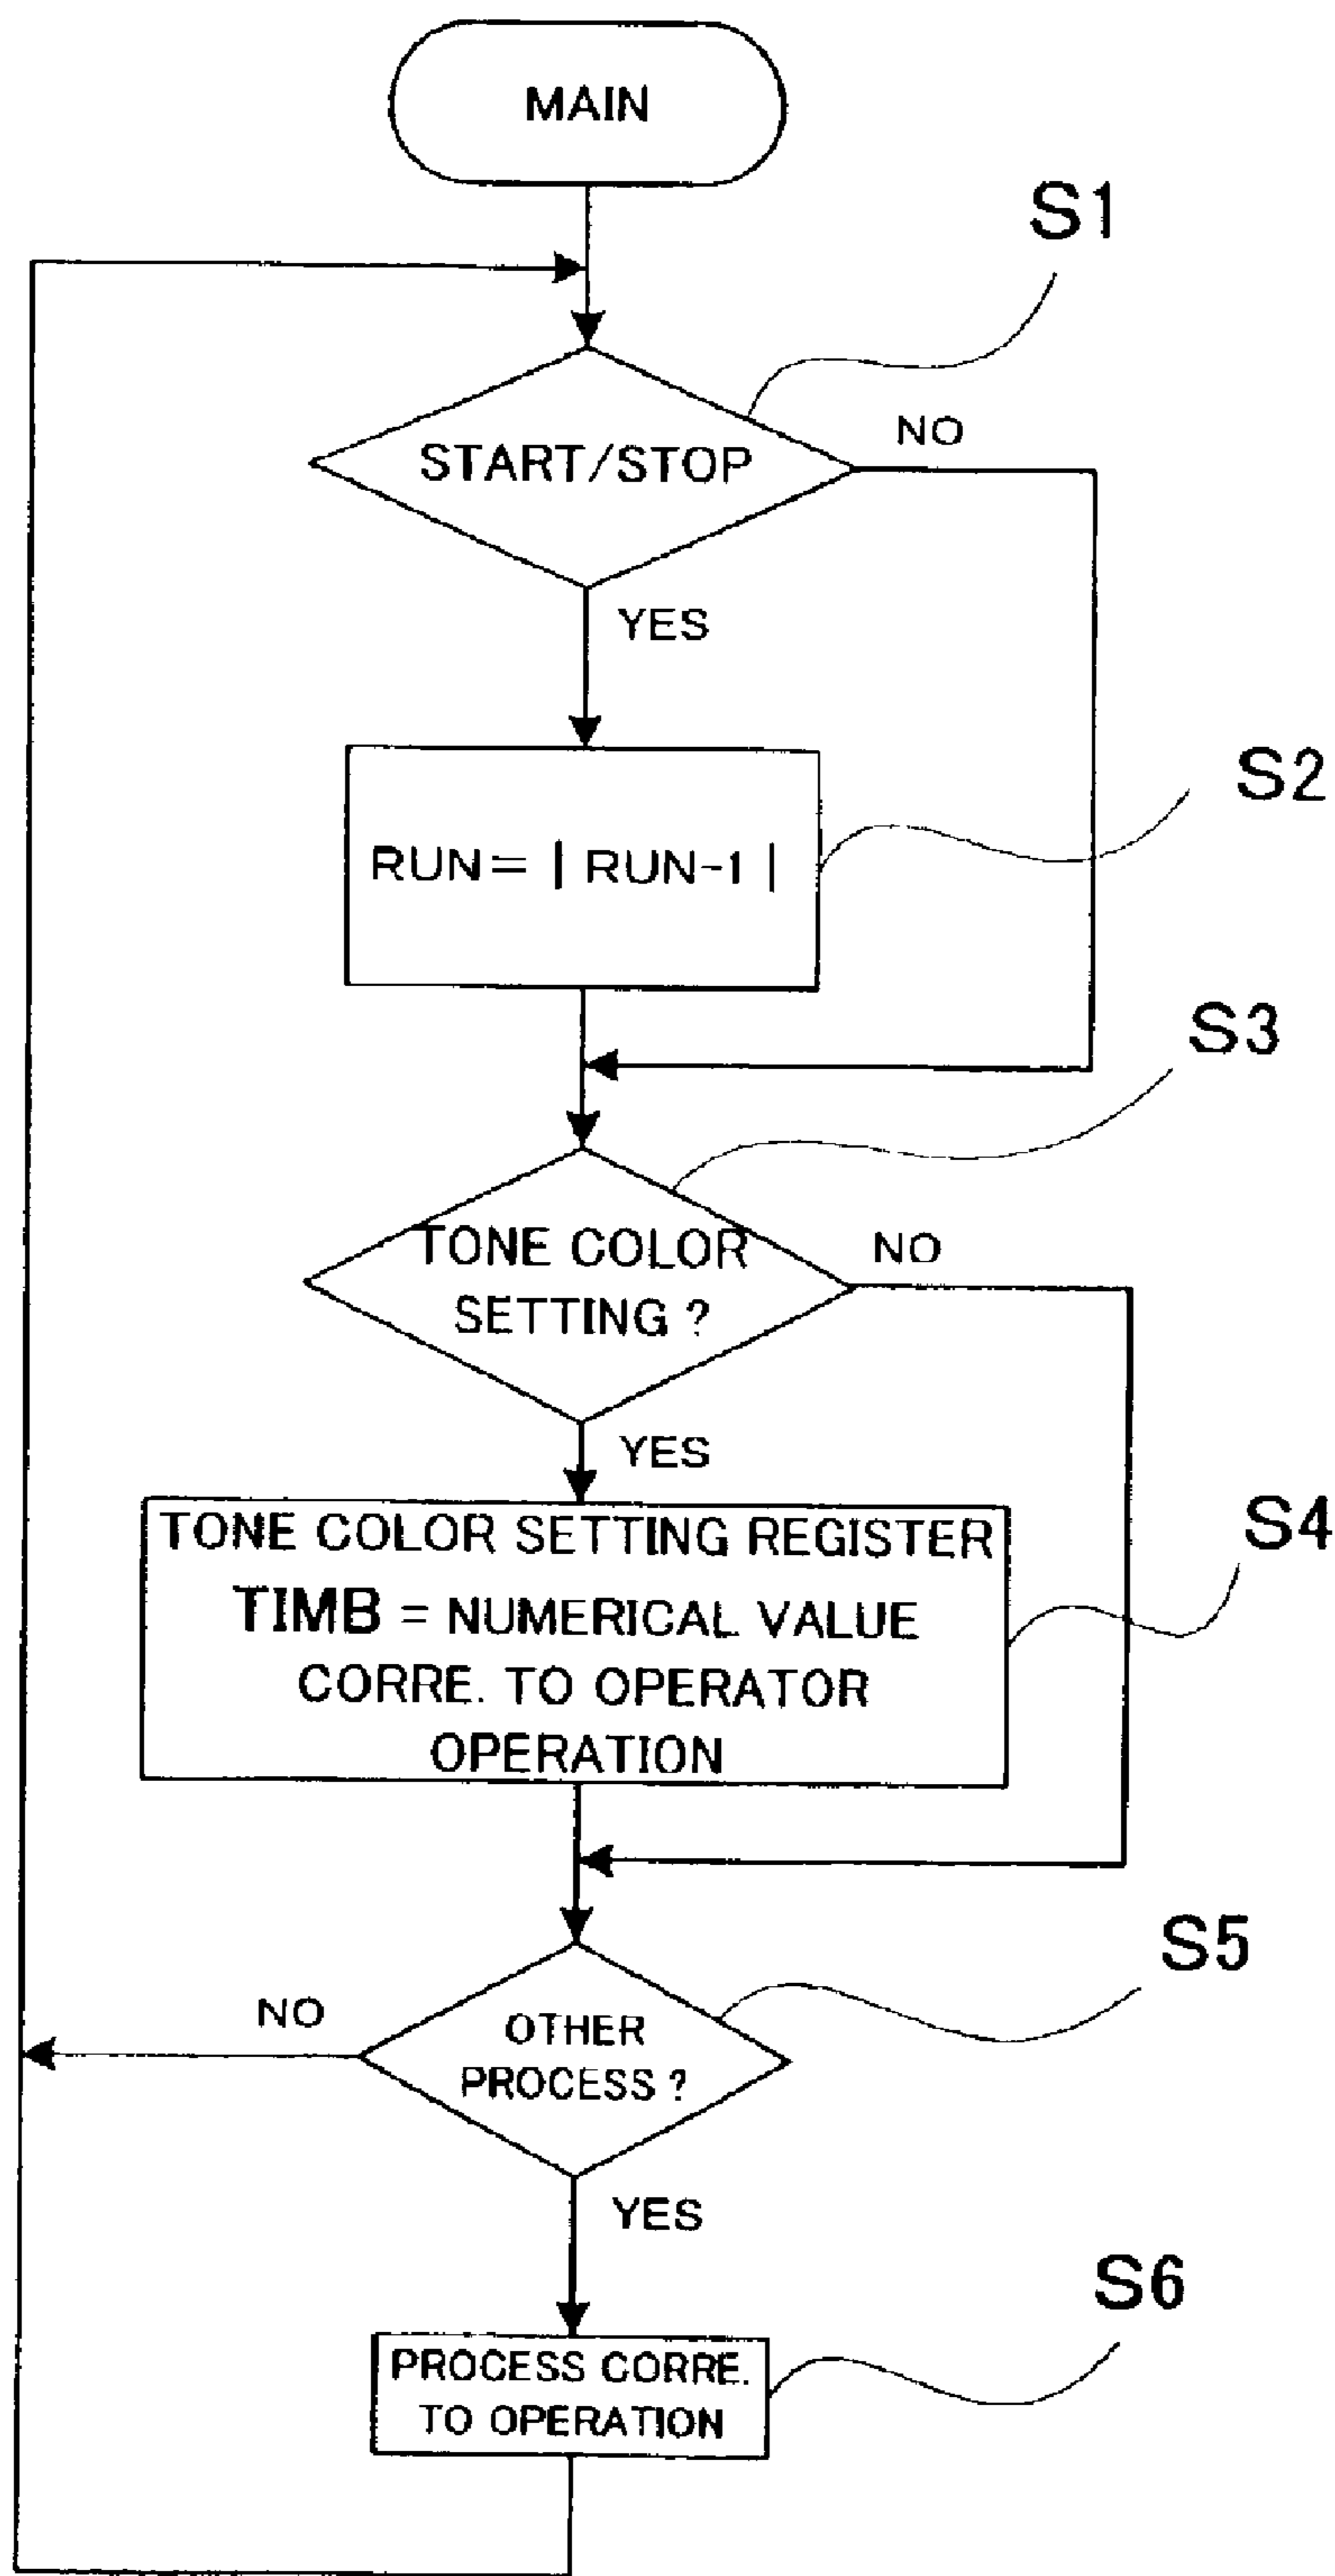 MAIN
S1
START/STOP
NO
YES
S2
RUN= | RUN-1 |
S3
TONE COLOR
SETTING ?
NO
YES
S4
TONE COLOR SETTING REGISTER
TIMB = NUMERICAL VALUE
CORRE. TO OPERATOR
OPERATION
S5
NO
OTHER
PROCESS ?
YES
S6
PROCESS CORRE.
TO OPERATION